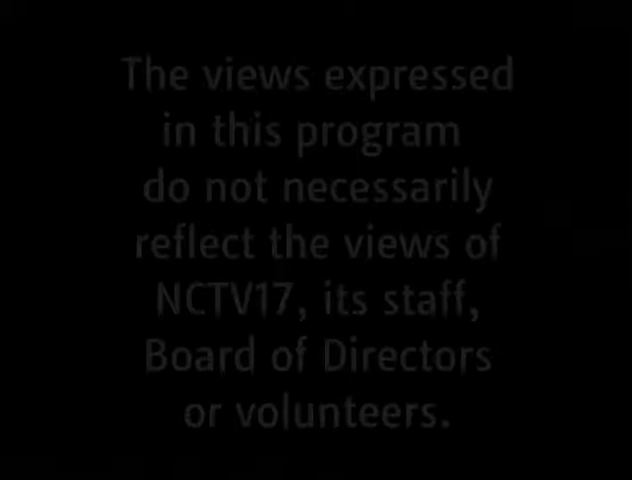 The views expressed
in this program
do not necessarily
reflect the views of
NCTV17, its staff,
Board of Directors
or volunteers.